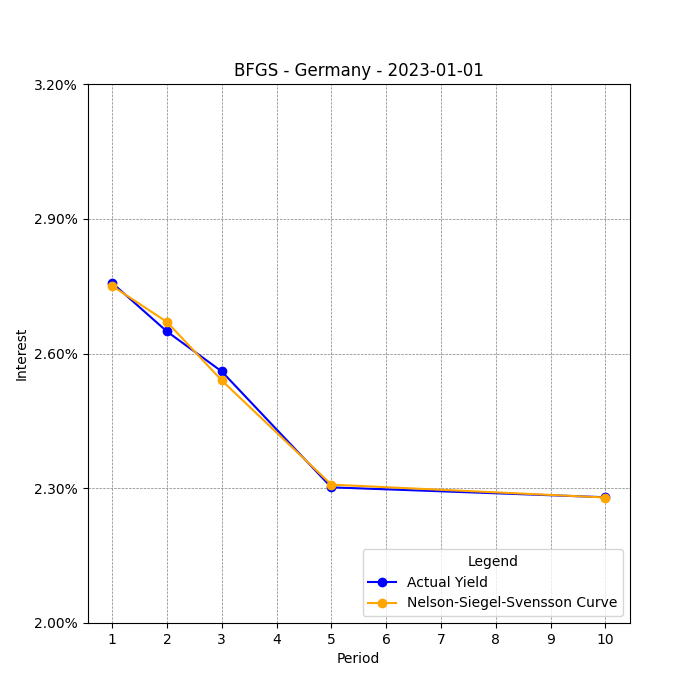 BFGS - Germany - 2023-01-01
3.20%
2.90%
2.60%
2.30%
2.00%
Interest
1 2 3 4 5 6 7 8 9 10
Period
Legend
Actual Yield
Nelson-Siegel-Svensson Curve